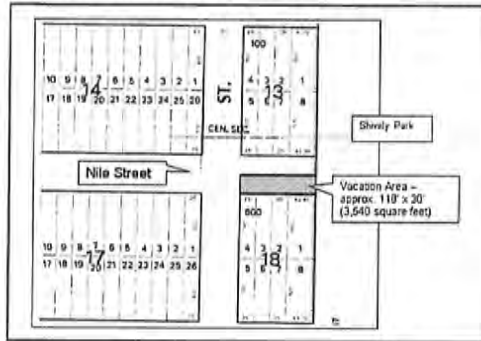 100
10 9 8 7 6 5 4 3 2 1
14
17 18 19 20 21 22 23 24 25 26
ST.
4 3 2 1
13
5 6 7 8
CEN. SEC.
Shively Park
Nile Street
Vacation Area –
approx. 118' x 30'
(3,540 square feet)
600
10 9 8 7 6 5 4 3 2 1
17
17 18 19 20 21 22 23 24 25 26
4 3 2 1
18
5 6 7 8